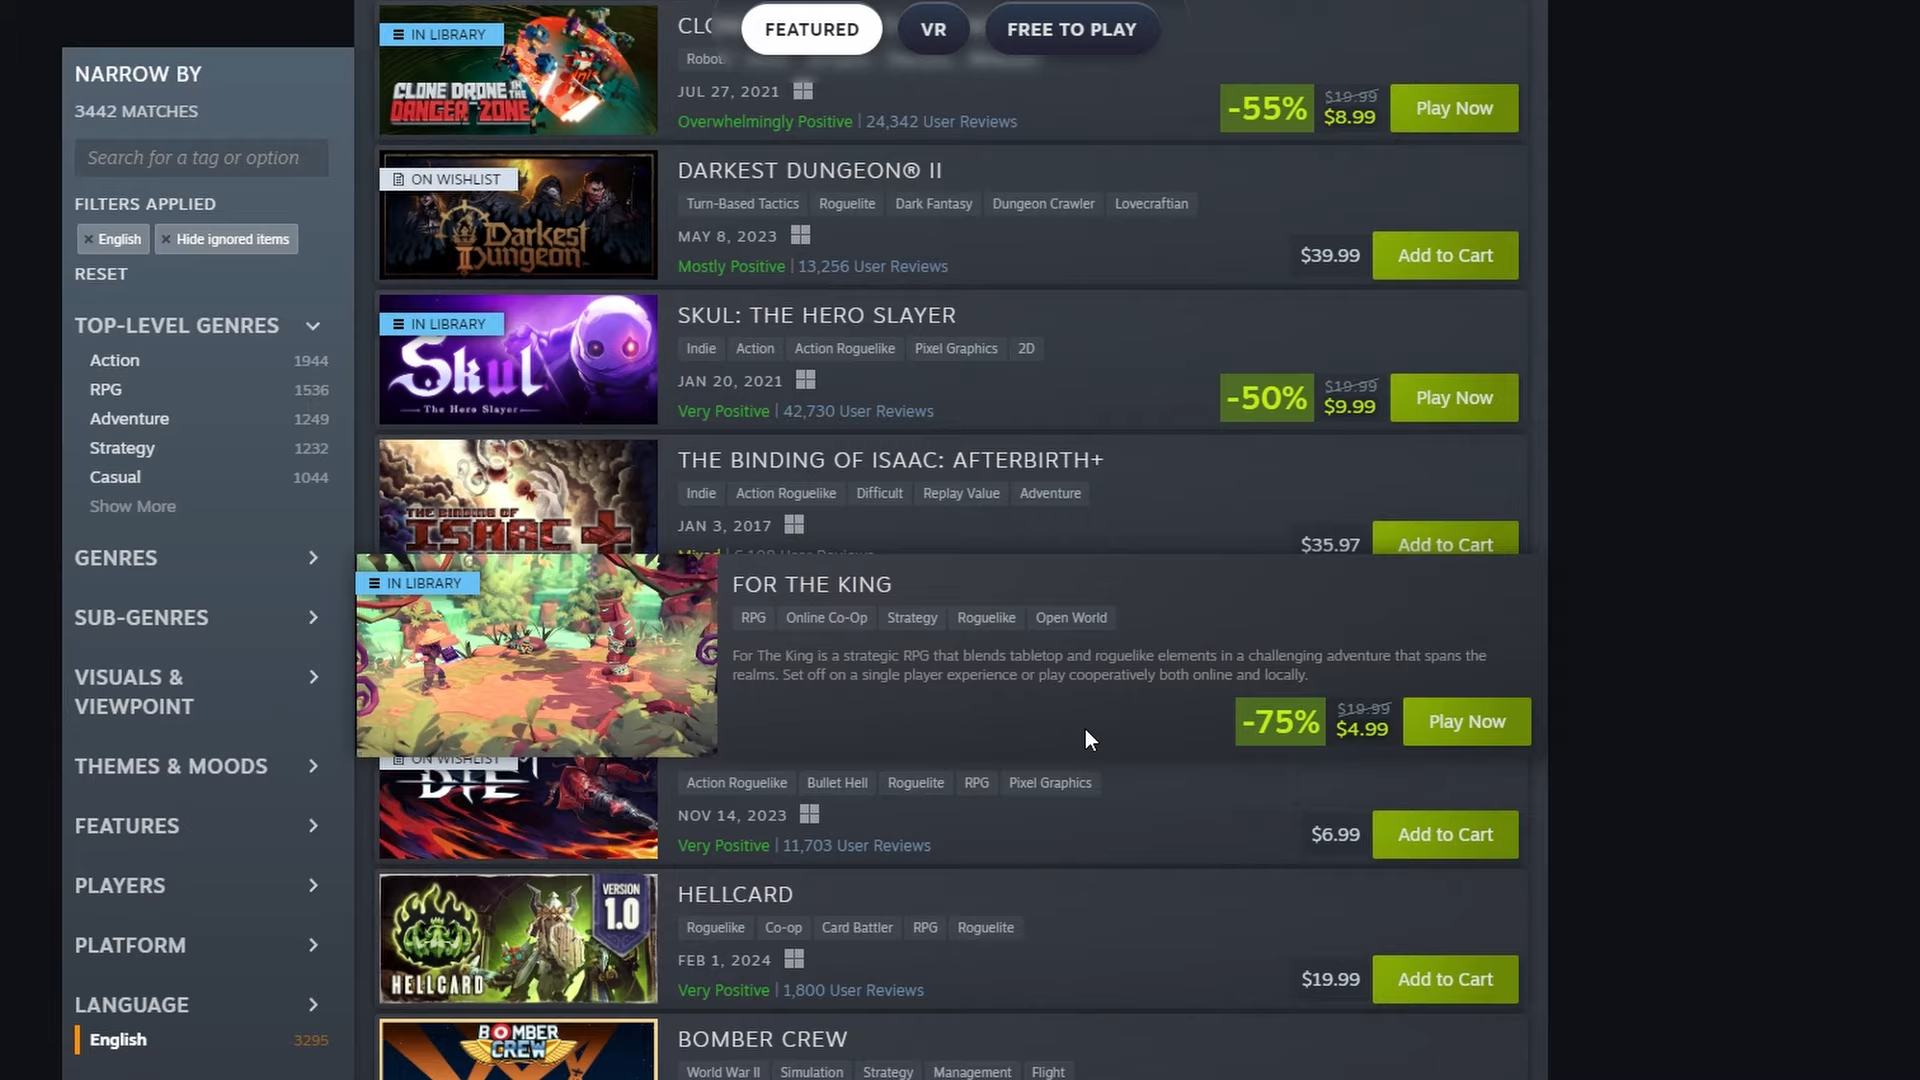 FEATURED
VR
FREE TO PLAY
NARROW BY
3442 MATCHES
Search for a tag or option
FILTERS APPLIED
× English
× Hide ignored items
RESET
TOP-LEVEL GENRES
Action 1944
RPG 1536
Adventure 1249
Strategy 1232
Casual 1044
Show More
GENRES
SUB-GENRES
VISUALS &
VIEWPOINT
THEMES & MOODS
FEATURES
PLAYERS
PLATFORM
LANGUAGE
English 3295
IN LIBRARY
CLONE DRONE IN THE
DANGER ZONE
JUL 27, 2021
Overwhelmingly Positive | 24,342 User Reviews
-55% $19.99 $8.99 Play Now
ON WISHLIST
Darkest
Dungeon
DARKEST DUNGEON® II
Turn-Based Tactics Roguelite Dark Fantasy Dungeon Crawler Lovecraftian
MAY 8, 2023
Mostly Positive | 13,256 User Reviews
$39.99 Add to Cart
IN LIBRARY
Skul
The Hero Slayer
SKUL: THE HERO SLAYER
Indie Action Action Roguelike Pixel Graphics 2D
JAN 20, 2021
Very Positive | 42,730 User Reviews
-50% $19.99 $9.99 Play Now
THE BINDING OF
ISAAC +
THE BINDING OF ISAAC: AFTERBIRTH+
Indie Action Roguelike Difficult Replay Value Adventure
JAN 3, 2017
Mixed | User Reviews
$35.97 Add to Cart
IN LIBRARY
FOR THE KING
RPG Online Co-Op Strategy Roguelike Open World
For The King is a strategic RPG that blends tabletop and roguelike elements in a challenging adventure that spans the
realms. Set off on a single player experience or play cooperatively both online and locally.
-75% $19.99 $4.99 Play Now
ON WISHLIST
DIE
Action Roguelike Bullet Hell Roguelite RPG Pixel Graphics
NOV 14, 2023
Very Positive | 11,703 User Reviews
$6.99 Add to Cart
VERSION
1.0
HELLCARD
HELLCARD
Roguelike Co-op Card Battler RPG Roguelite
FEB 1, 2024
Very Positive | 1,800 User Reviews
$19.99 Add to Cart
BOMBER
CREW
BOMBER CREW
World War II Simulation Strategy Management Flight